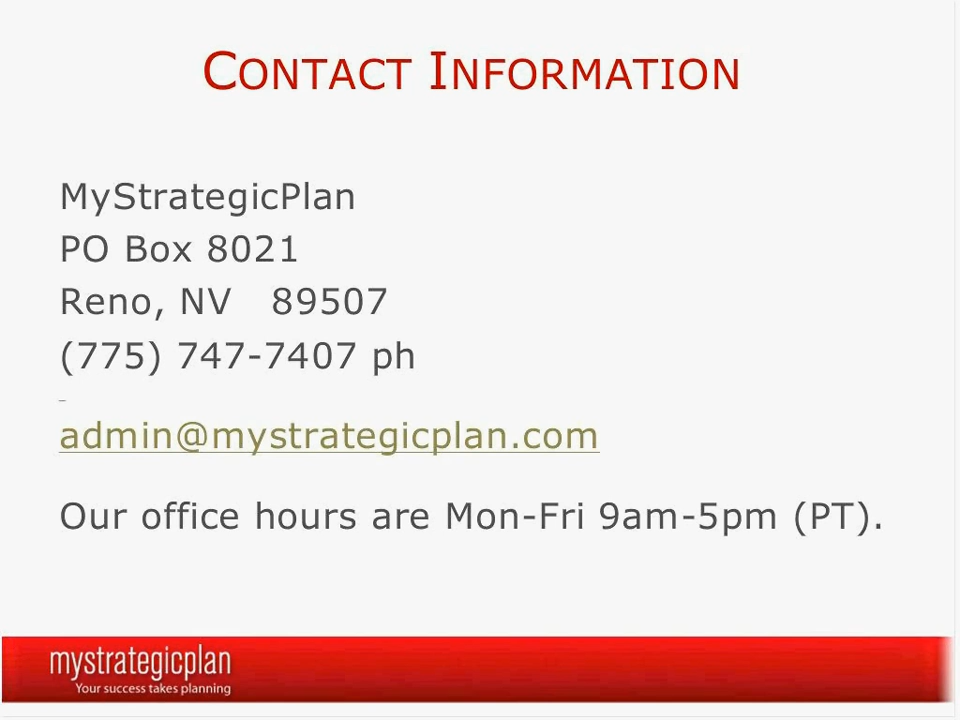 CONTACT INFORMATION
MyStrategicPlan
PO Box 8021
Reno, NV 89507
(775) 747-7407 ph
admin@mystrategicplan.com
Our office hours are Mon-Fri 9am-5pm (PT).
mystrategicplan
Your success takes planning